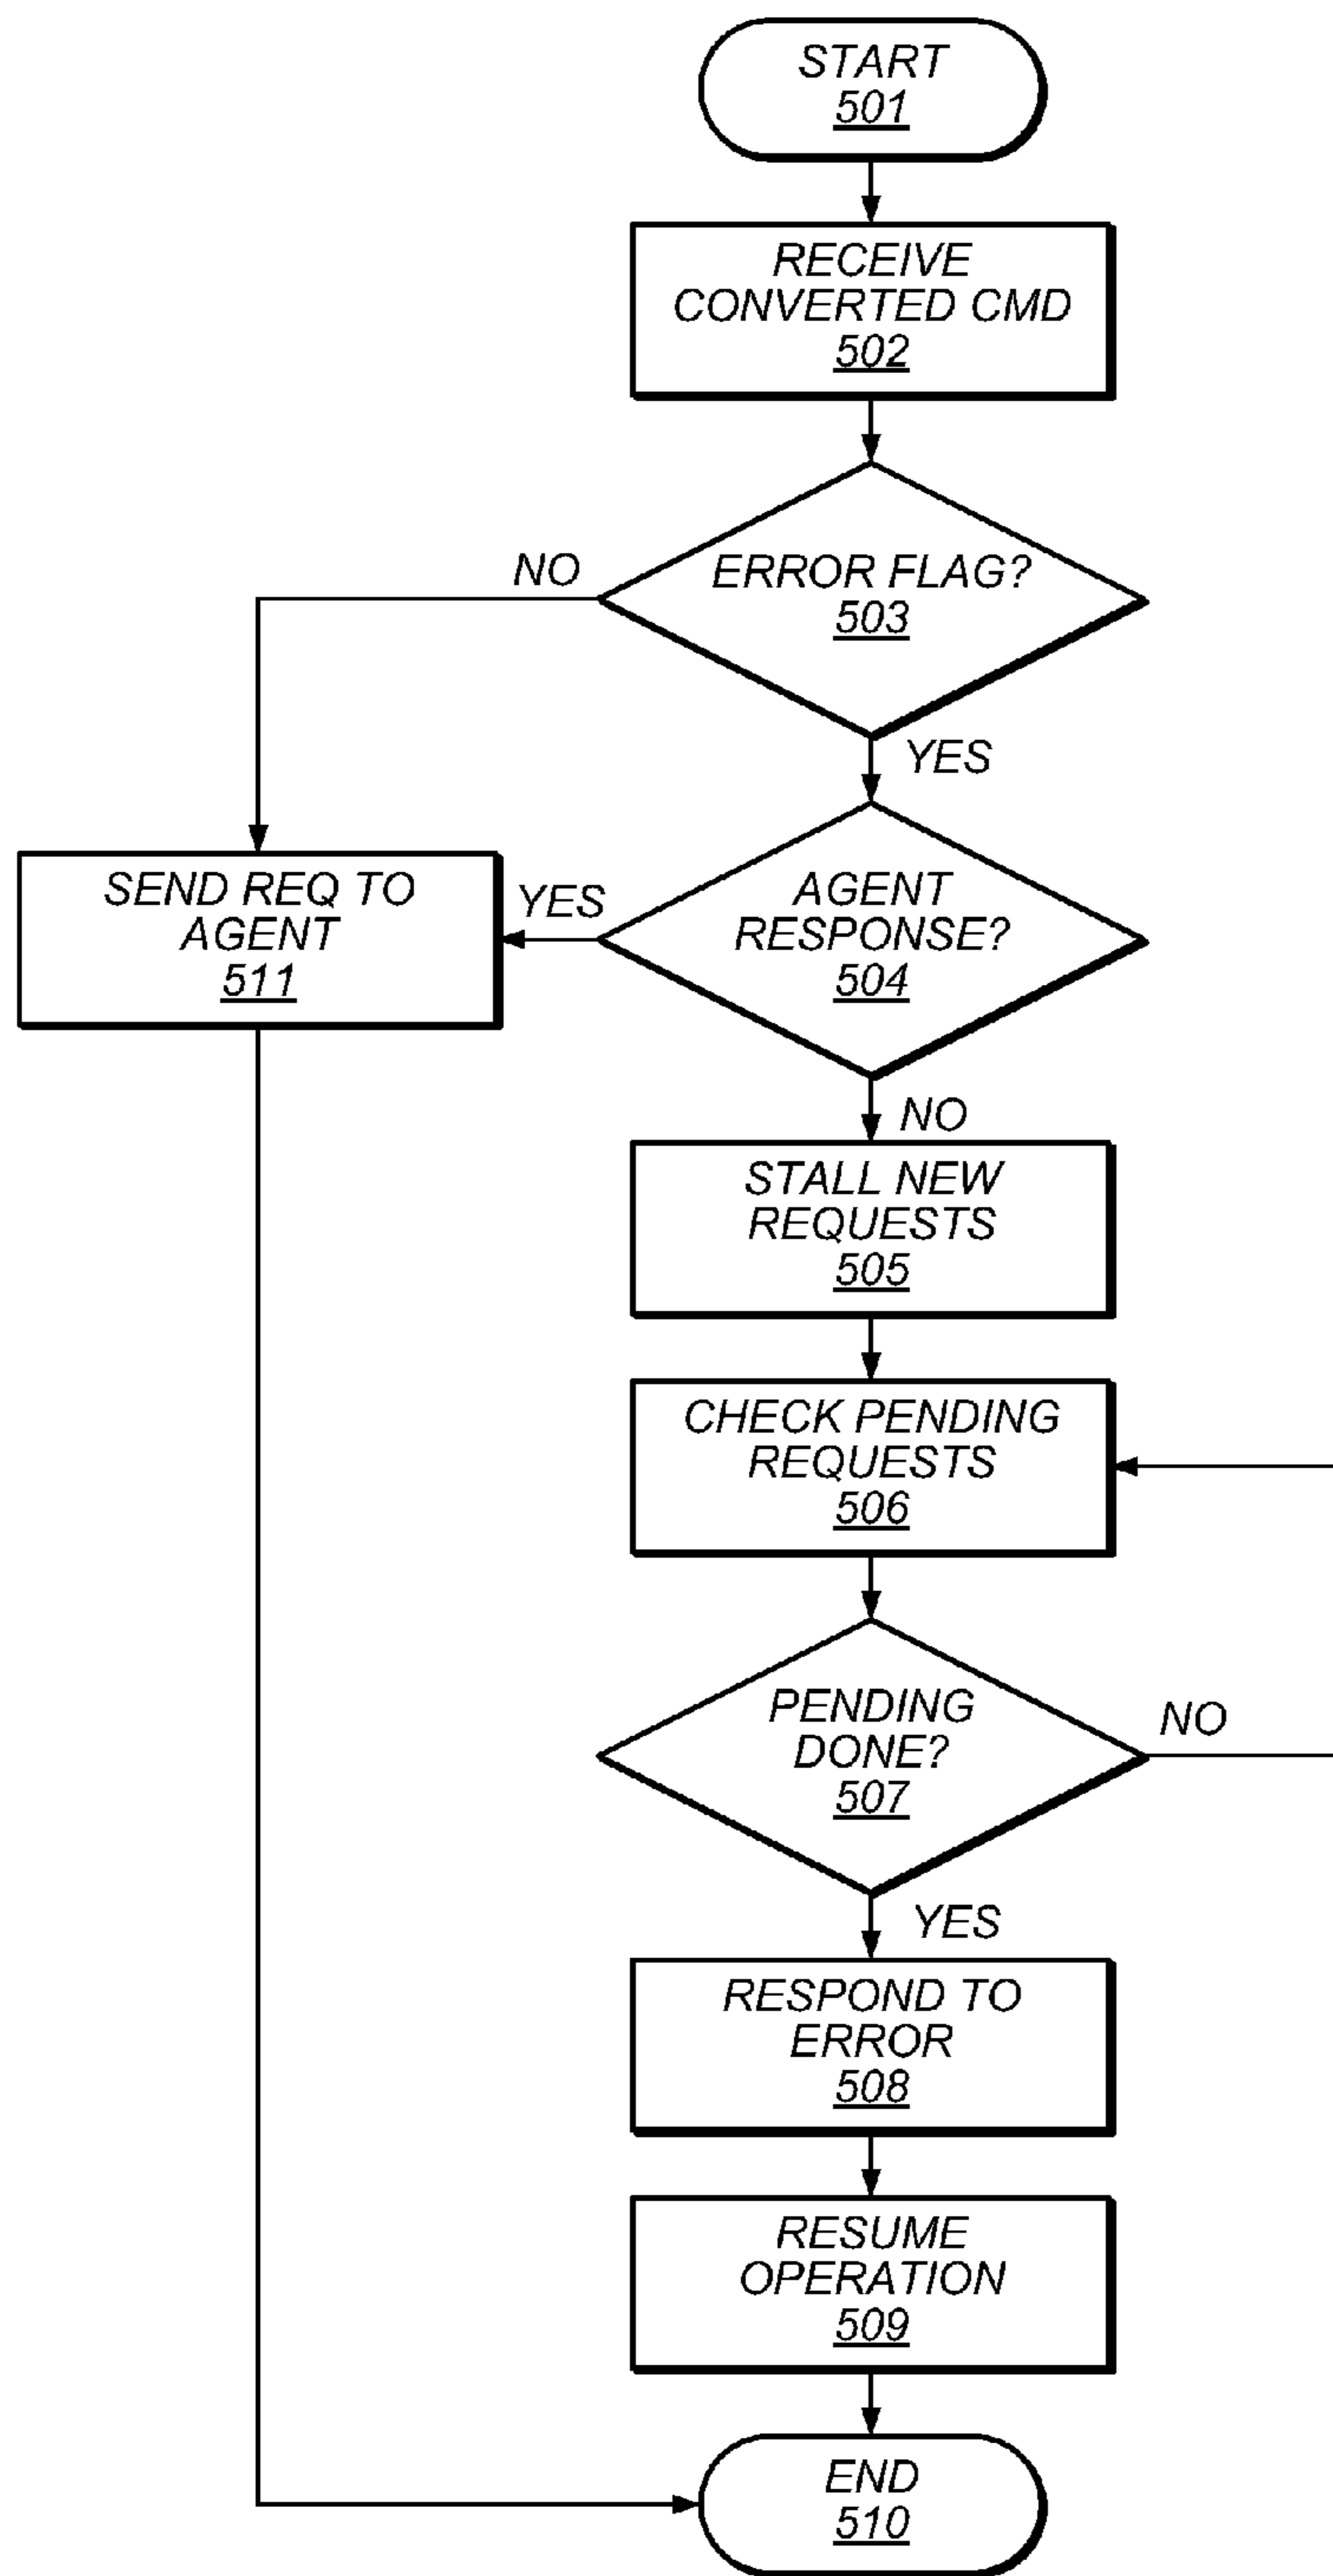 START
501
RECEIVE
CONVERTED CMD
502
NO
ERROR FLAG?
503
YES
SEND REQ TO
AGENT
511
YES
AGENT
RESPONSE?
504
NO
STALL NEW
REQUESTS
505
CHECK PENDING
REQUESTS
506
PENDING
DONE?
507
NO
YES
RESPOND TO
ERROR
508
RESUME
OPERATION
509
END
510